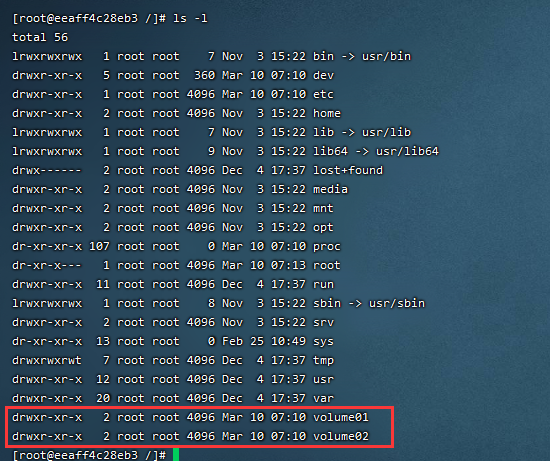 [root@eeaff4c28eb3 /]# ls -l
total 56
lrwxrwxrwx   1 root root    7 Nov  3 15:22 bin -> usr/bin
drwxr-xr-x   5 root root  360 Mar 10 07:10 dev
drwxr-xr-x   1 root root 4096 Mar 10 07:10 etc
drwxr-xr-x   2 root root 4096 Nov  3 15:22 home
lrwxrwxrwx   1 root root    7 Nov  3 15:22 lib -> usr/lib
lrwxrwxrwx   1 root root    9 Nov  3 15:22 lib64 -> usr/lib64
drwx------   2 root root 4096 Dec  4 17:37 lost+found
drwxr-xr-x   2 root root 4096 Nov  3 15:22 media
drwxr-xr-x   2 root root 4096 Nov  3 15:22 mnt
drwxr-xr-x   2 root root 4096 Nov  3 15:22 opt
dr-xr-xr-x 107 root root    0 Mar 10 07:10 proc
dr-xr-x---   1 root root 4096 Mar 10 07:13 root
drwxr-xr-x  11 root root 4096 Dec  4 17:37 run
lrwxrwxrwx   1 root root    8 Nov  3 15:22 sbin -> usr/sbin
drwxr-xr-x   2 root root 4096 Nov  3 15:22 srv
dr-xr-xr-x  13 root root    0 Feb 25 10:49 sys
drwxrwxrwt   7 root root 4096 Dec  4 17:37 tmp
drwxr-xr-x  12 root root 4096 Dec  4 17:37 usr
drwxr-xr-x  20 root root 4096 Dec  4 17:37 var
drwxr-xr-x   2 root root 4096 Mar 10 07:10 volume01
drwxr-xr-x   2 root root 4096 Mar 10 07:10 volume02
[root@eeaff4c28eb3 /]#